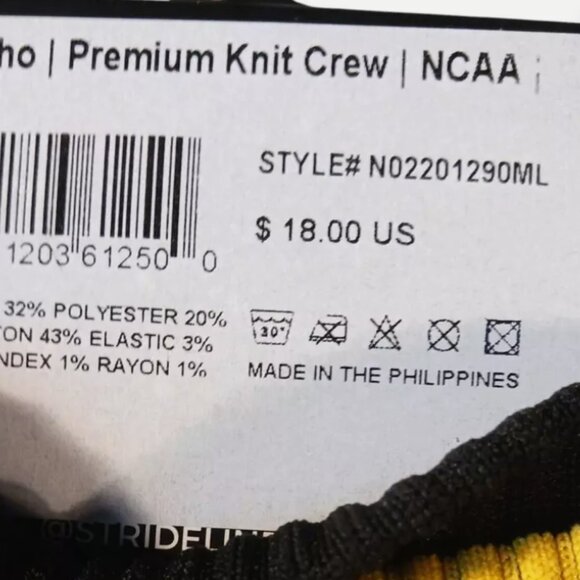 ho | Premium Knit Crew | NCAA
STYLE# N02201290ML
$ 18.00 US
1203 61250 0
32% POLYESTER 20%
TON 43% ELASTIC 3%
NDEX 1% RAYON 1%
30°
MADE IN THE PHILIPPINES
@STRIDELINE